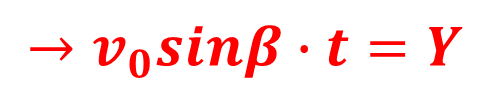 → v₀sinβ · t = Y